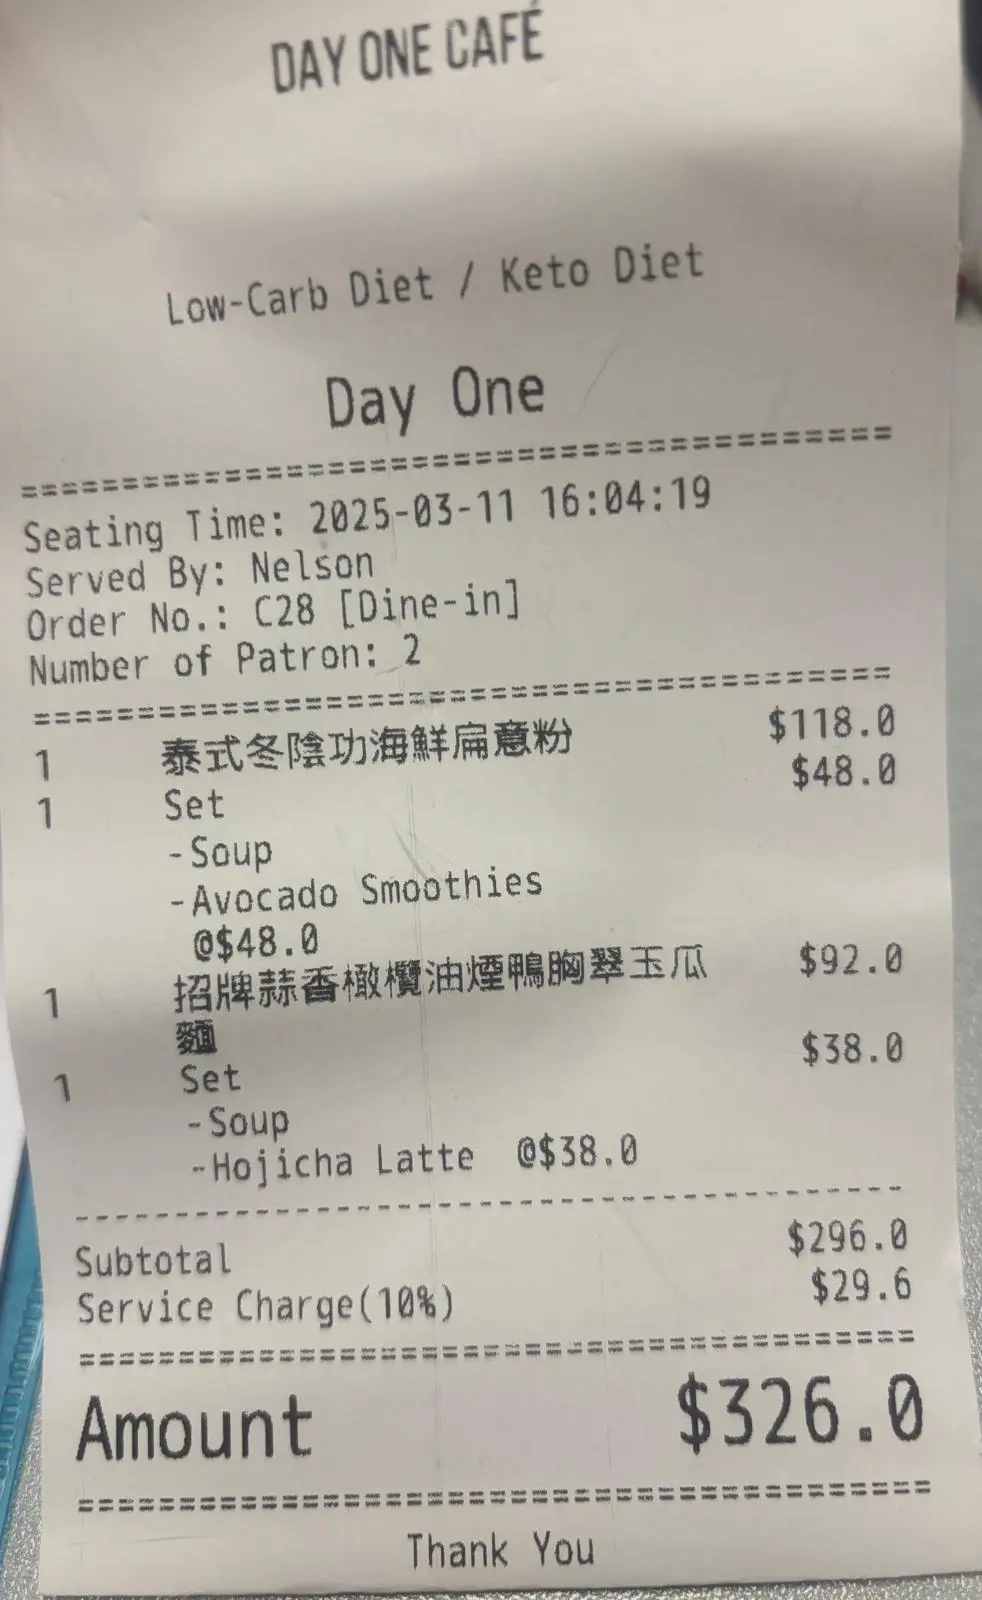 DAY ONE CAFÉ
Low-Carb Diet / Keto Diet
Day One
========================================
Seating Time: 2025-03-11 16:04:19
Served By: Nelson
Order No.: C28 [Dine-in]
Number of Patron: 2
========================================
1 泰式冬陰功海鮮扁意粉 $118.0
1 Set $48.0
-Soup
-Avocado Smoothies
@$48.0
1 招牌蒜香橄欖油煙鴨胸翠玉瓜 $92.0
麵
1 Set $38.0
-Soup
-Hojicha Latte @$38.0
----------------------------------------
Subtotal $296.0
Service Charge(10%) $29.6
========================================
Amount $326.0
========================================
Thank You